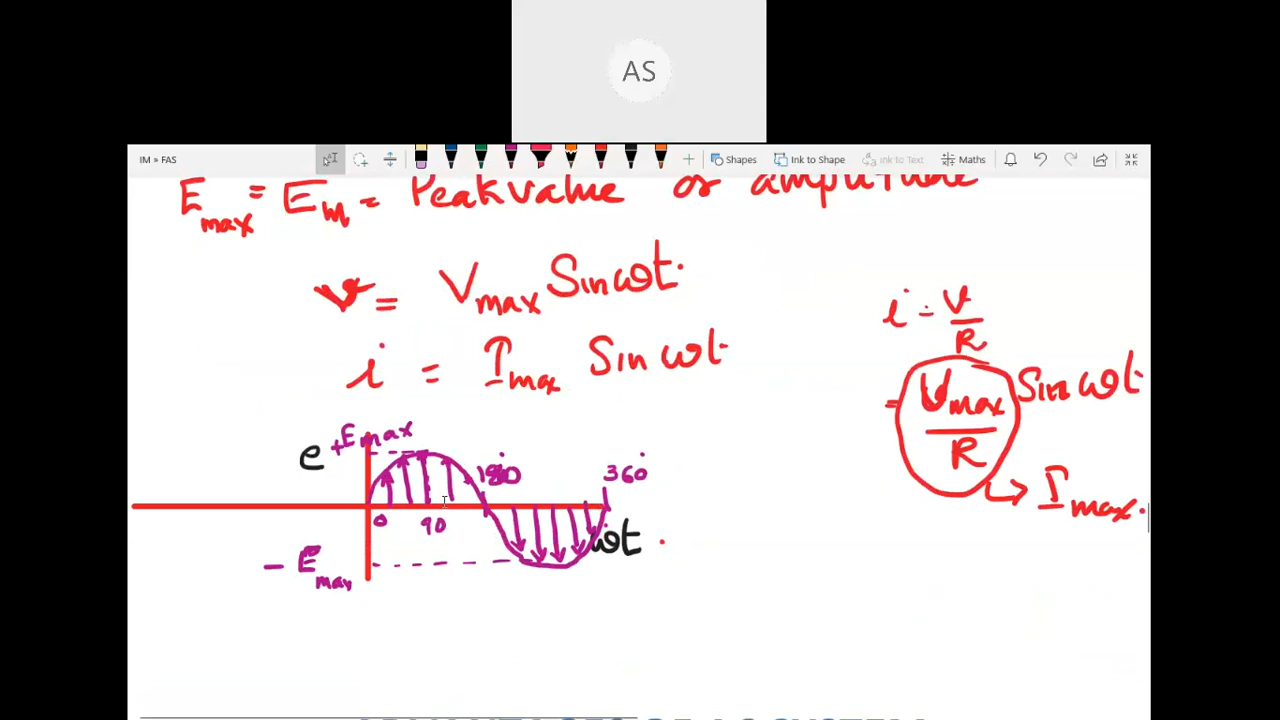 AS
IM » FAS
Shapes Ink to Shape Ink to Text Maths
E max = Em = Peak value or amplitude
v = Vmax Sin ωt.
i = Imax Sin ωt
i = v/R
= Vmax/R Sin ωt
→ Imax.
e +Emax
180° 360°
0 90
ωt .
- Emax